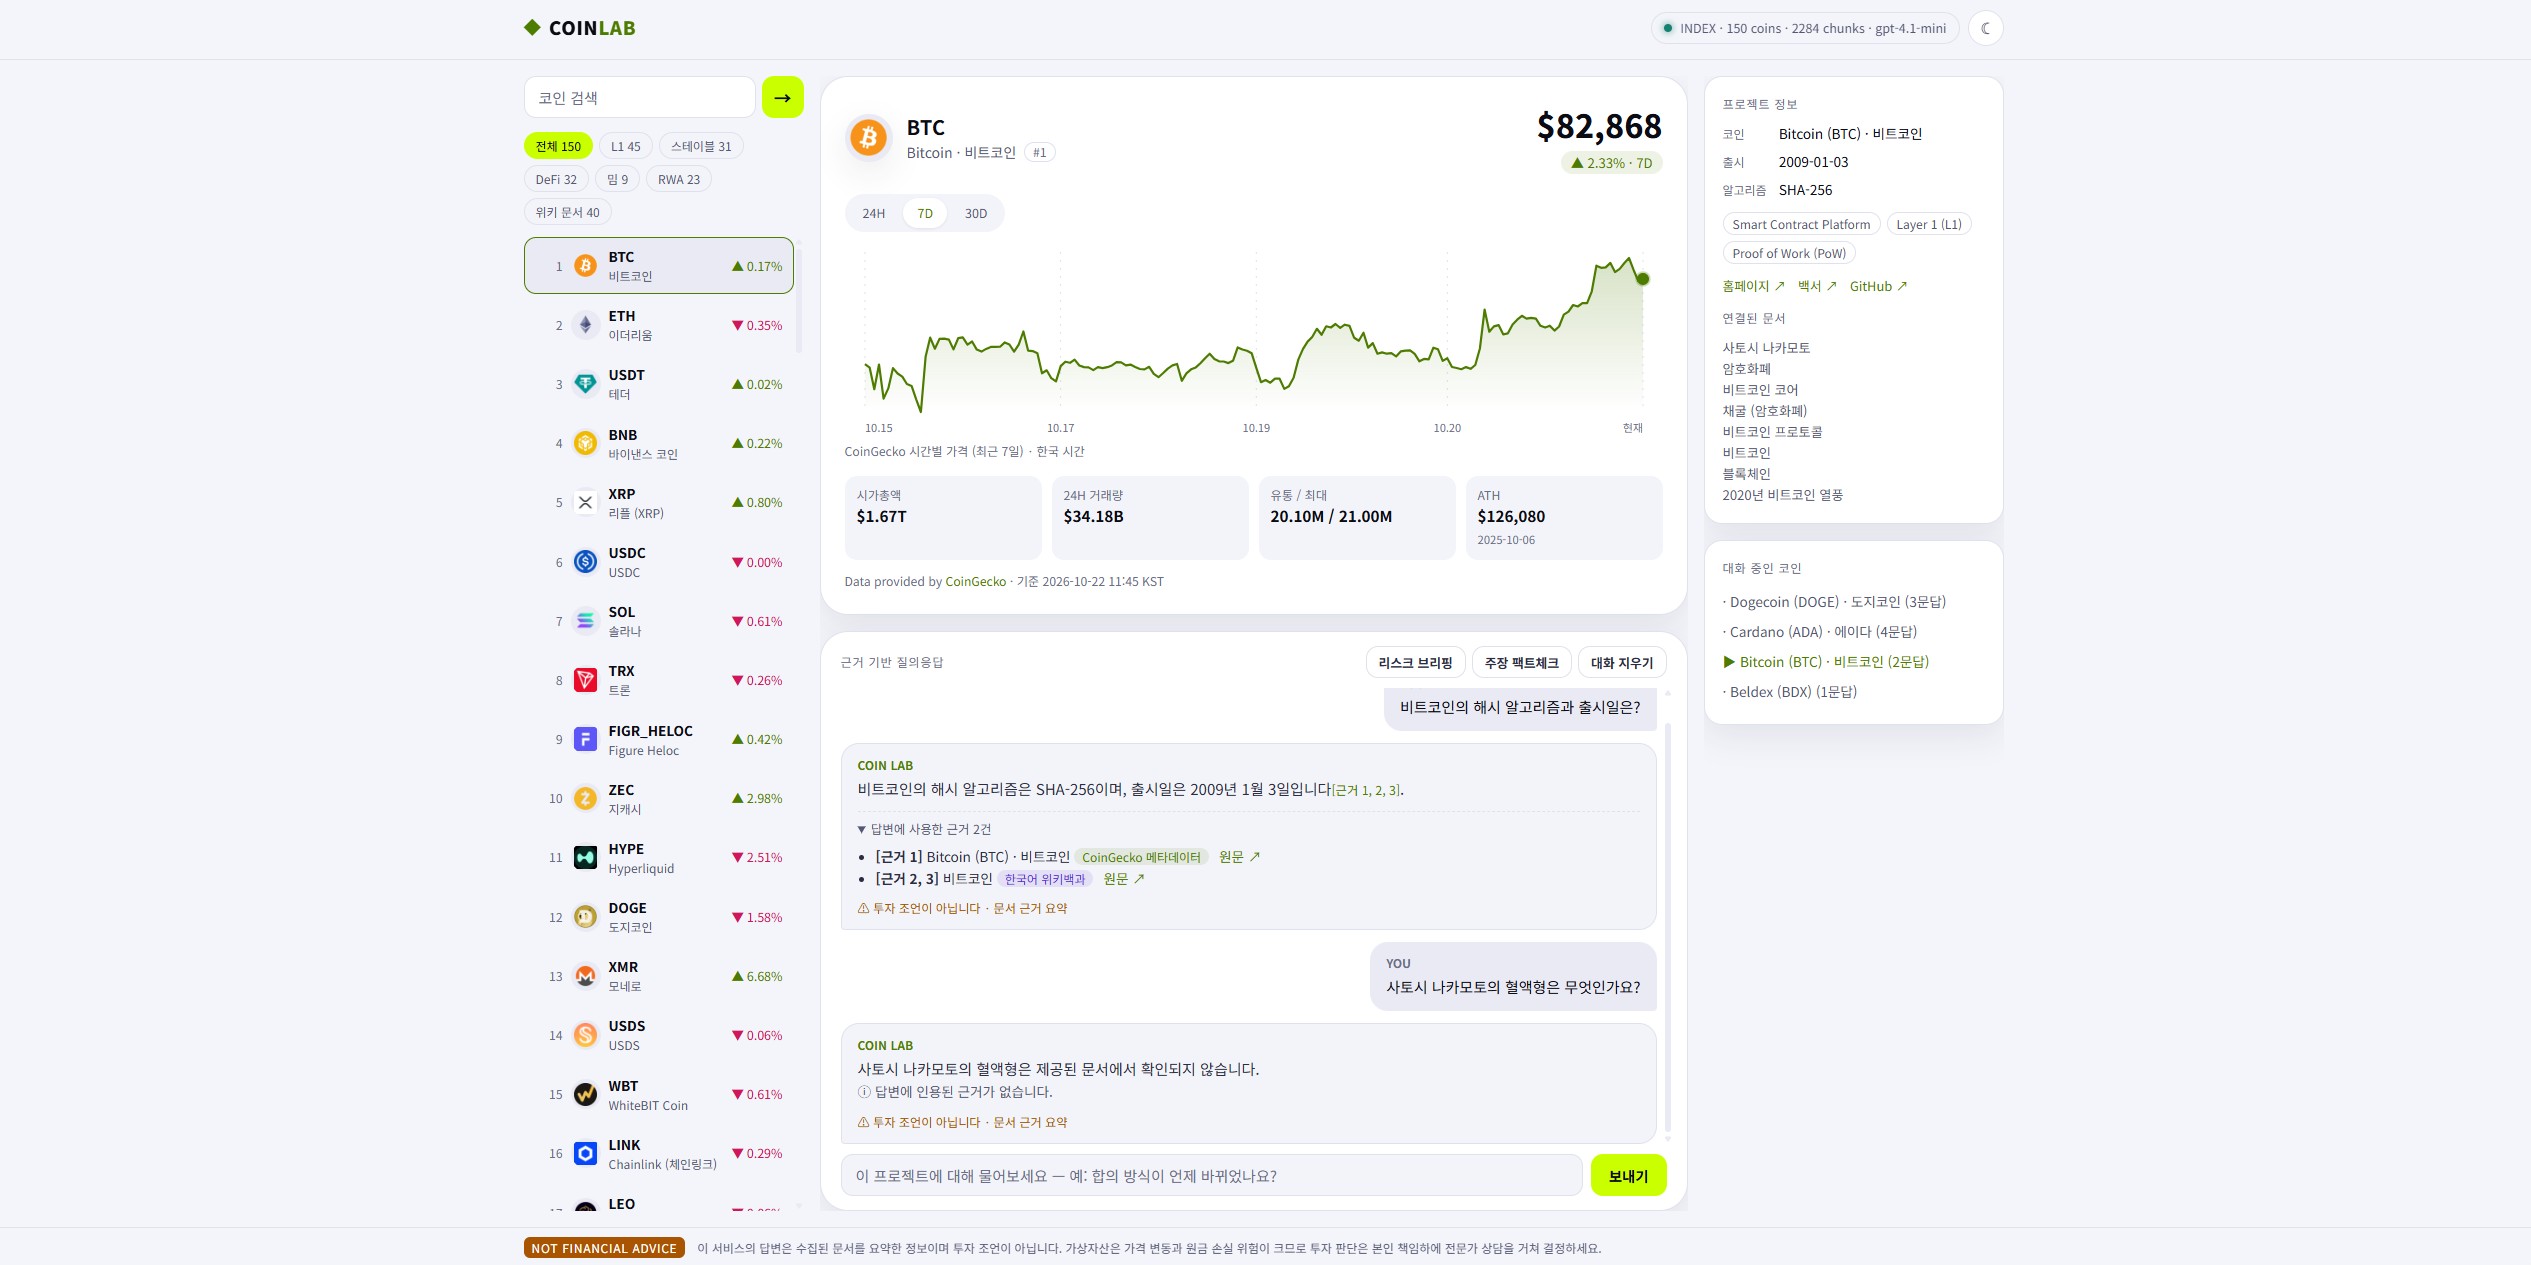 COINLAB
INDEX · 150 coins · 2284 chunks · gpt-4.1-mini
코인 검색
→
전체 150
L1 45
스테이블 31
DeFi 32
밈 9
RWA 23
위키 문서 40
1 BTC ▲ 0.17%
비트코인
2 ETH ▼ 0.35%
이더리움
3 USDT ▲ 0.02%
테더
4 BNB ▲ 0.22%
바이낸스 코인
5 XRP ▲ 0.80%
리플 (XRP)
6 USDC ▼ 0.00%
USDC
7 SOL ▼ 0.61%
솔라나
8 TRX ▼ 0.26%
트론
9 FIGR_HELOC ▲ 0.42%
Figure Heloc
10 ZEC ▲ 2.98%
지캐시
11 HYPE ▼ 2.51%
Hyperliquid
12 DOGE ▼ 1.58%
도지코인
13 XMR ▲ 6.68%
모네로
14 USDS ▼ 0.06%
USDS
15 WBT ▼ 0.61%
WhiteBIT Coin
16 LINK ▼ 0.29%
Chainlink (체인링크)
LEO
BTC
Bitcoin · 비트코인 #1
$82,868
▲ 2.33% · 7D
24H 7D 30D
10.15 10.17 10.19 10.20 현재
CoinGecko 시간별 가격 (최근 7일) · 한국 시간
시가총액
$1.67T
24H 거래량
$34.18B
유통 / 최대
20.10M / 21.00M
ATH
$126,080
2025-10-06
Data provided by CoinGecko · 기준 2026-10-22 11:45 KST
근거 기반 질의응답
리스크 브리핑
주장 팩트체크
대화 지우기
비트코인의 해시 알고리즘과 출시일은?
COIN LAB
비트코인의 해시 알고리즘은 SHA-256이며, 출시일은 2009년 1월 3일입니다[근거 1, 2, 3].
▼ 답변에 사용한 근거 2건
• [근거 1] Bitcoin (BTC) · 비트코인 CoinGecko 메타데이터 원문 ↗
• [근거 2, 3] 비트코인 한국어 위키백과 원문 ↗
⚠ 투자 조언이 아닙니다 · 문서 근거 요약
YOU
사토시 나카모토의 혈액형은 무엇인가요?
COIN LAB
사토시 나카모토의 혈액형은 제공된 문서에서 확인되지 않습니다.
ⓘ 답변에 인용된 근거가 없습니다.
⚠ 투자 조언이 아닙니다 · 문서 근거 요약
이 프로젝트에 대해 물어보세요 — 예: 합의 방식이 언제 바뀌었나요?
보내기
프로젝트 정보
코인 Bitcoin (BTC) · 비트코인
출시 2009-01-03
알고리즘 SHA-256
Smart Contract Platform
Layer 1 (L1)
Proof of Work (PoW)
홈페이지 ↗ 백서 ↗ GitHub ↗
연결된 문서
사토시 나카모토
암호화폐
비트코인 코어
채굴 (암호화폐)
비트코인 프로토콜
비트코인
블록체인
2020년 비트코인 열풍
대화 중인 코인
· Dogecoin (DOGE) · 도지코인 (3문답)
· Cardano (ADA) · 에이다 (4문답)
▶ Bitcoin (BTC) · 비트코인 (2문답)
· Beldex (BDX) (1문답)
NOT FINANCIAL ADVICE
이 서비스의 답변은 수집된 문서를 요약한 정보이며 투자 조언이 아닙니다. 가상자산은 가격 변동과 원금 손실 위험이 크므로 투자 판단은 본인 책임하에 전문가 상담을 거쳐 결정하세요.